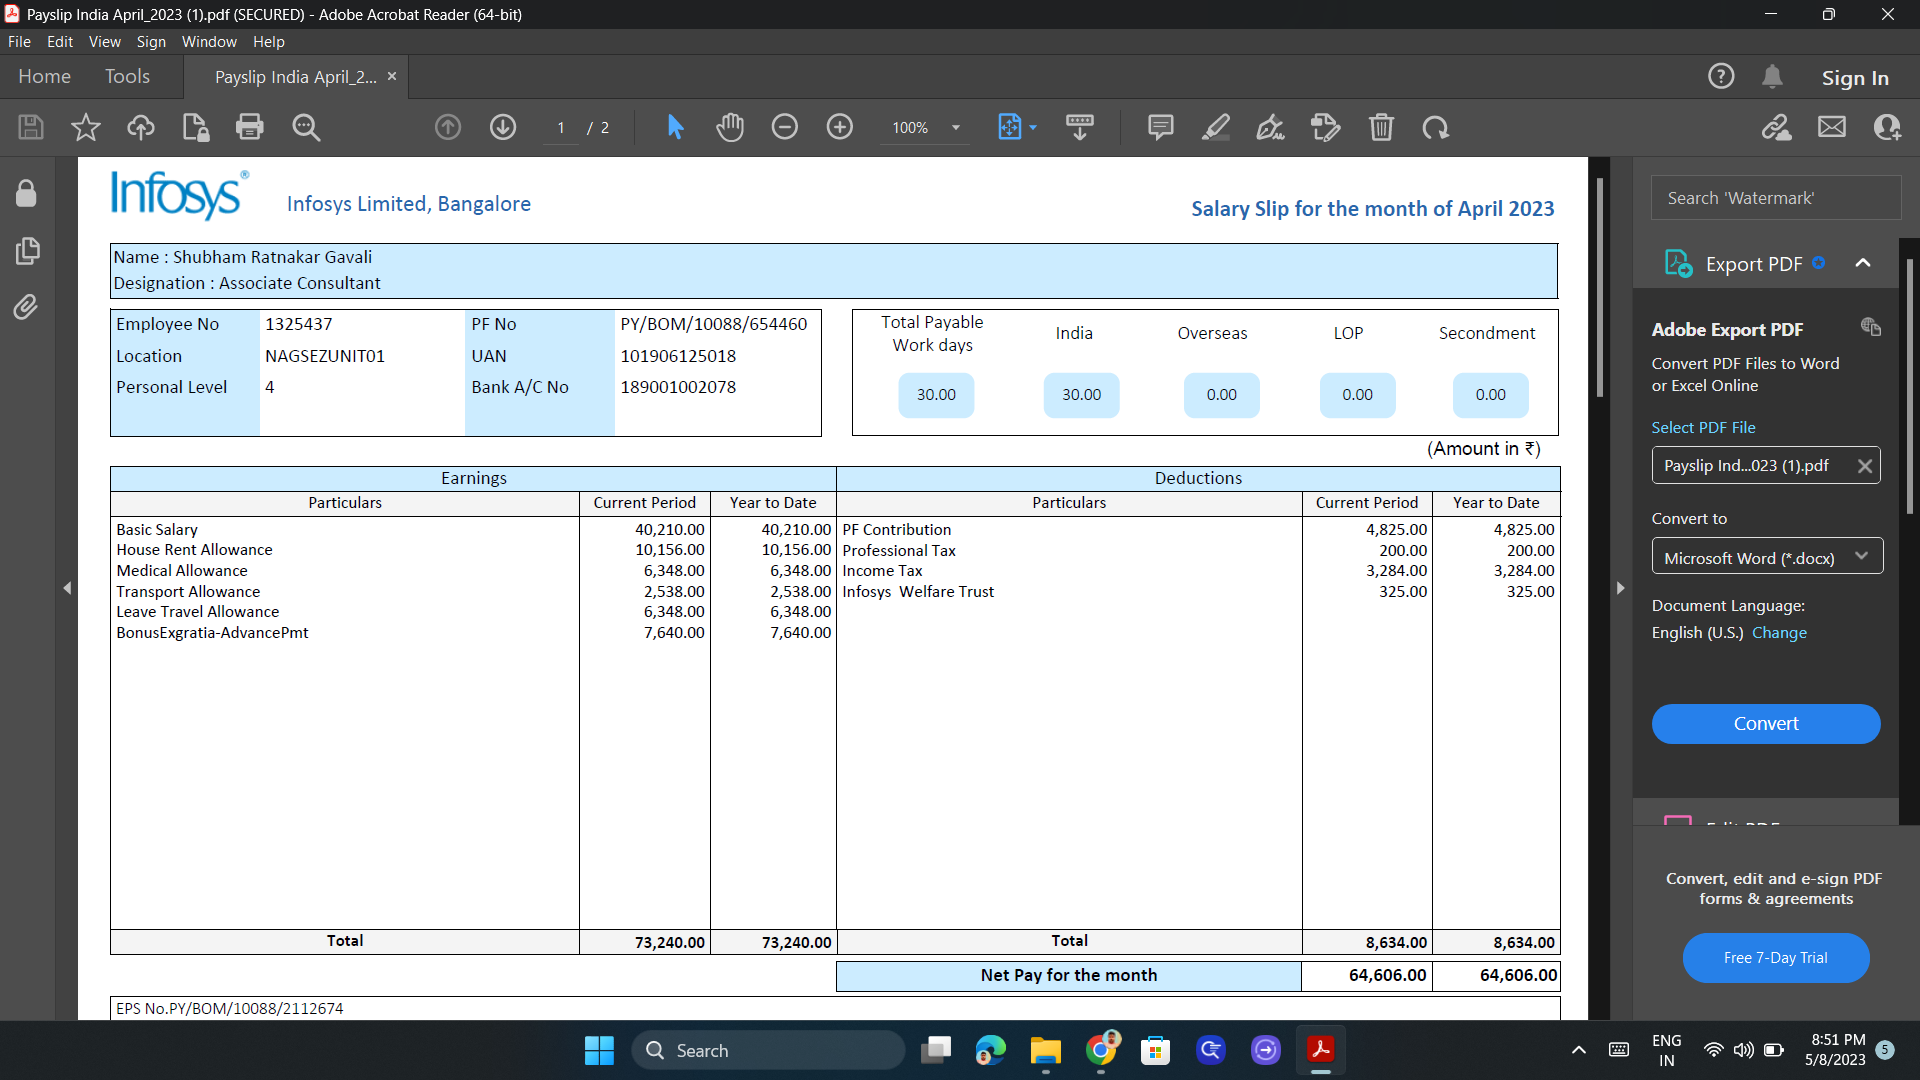 Payslip India April_2023 (1).pdf (SECURED) - Adobe Acrobat Reader (64-bit)
File Edit View Sign Window Help
Home Tools Payslip India April_2... × Sign In
1 / 2 100%
Infosys® Infosys Limited, Bangalore Salary Slip for the month of April 2023
Name : Shubham Ratnakar Gavali
Designation : Associate Consultant
Employee No 1325437 PF No PY/BOM/10088/654460
Location NAGSEZUNIT01 UAN 101906125018
Personal Level 4 Bank A/C No 189001002078
Total Payable Work days India Overseas LOP Secondment
30.00 30.00 0.00 0.00 0.00
(Amount in ₹)
Earnings Deductions
Particulars Current Period Year to Date Particulars Current Period Year to Date
Basic Salary 40,210.00 40,210.00 PF Contribution 4,825.00 4,825.00
House Rent Allowance 10,156.00 10,156.00 Professional Tax 200.00 200.00
Medical Allowance 6,348.00 6,348.00 Income Tax 3,284.00 3,284.00
Transport Allowance 2,538.00 2,538.00 Infosys Welfare Trust 325.00 325.00
Leave Travel Allowance 6,348.00 6,348.00
BonusExgratia-AdvancePmt 7,640.00 7,640.00
Total 73,240.00 73,240.00 Total 8,634.00 8,634.00
Net Pay for the month 64,606.00 64,606.00
EPS No.PY/BOM/10088/2112674
Search 'Watermark'
Export PDF
Adobe Export PDF
Convert PDF Files to Word
or Excel Online
Select PDF File
Payslip Ind...023 (1).pdf
Convert to
Microsoft Word (*.docx)
Document Language:
English (U.S.) Change
Convert
Edit PDF
Convert, edit and e-sign PDF
forms & agreements
Free 7-Day Trial
Search
ENG
IN
8:51 PM
5/8/2023
5